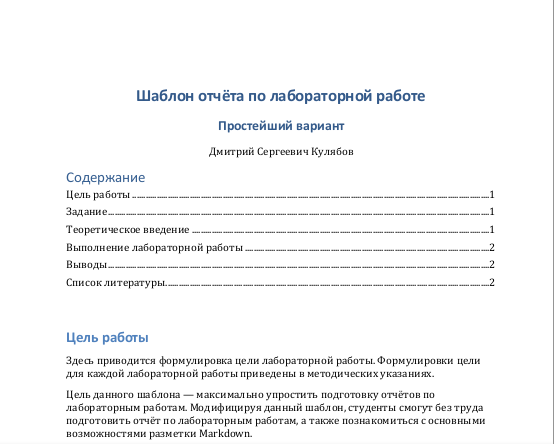 Шаблон отчёта по лабораторной работе
Простейший вариант
Дмитрий Сергеевич Кулябов
Содержание
Цель работы ........ 1
Задание ........ 1
Теоретическое введение ........ 1
Выполнение лабораторной работы ........ 2
Выводы ........ 2
Список литературы ........ 2
Цель работы
Здесь приводится формулировка цели лабораторной работы. Формулировки цели
для каждой лабораторной работы приведены в методических указаниях.
Цель данного шаблона — максимально упростить подготовку отчётов по
лабораторным работам. Модифицируя данный шаблон, студенты смогут без труда
подготовить отчёт по лабораторным работам, а также познакомиться с основными
возможностями разметки Markdown.